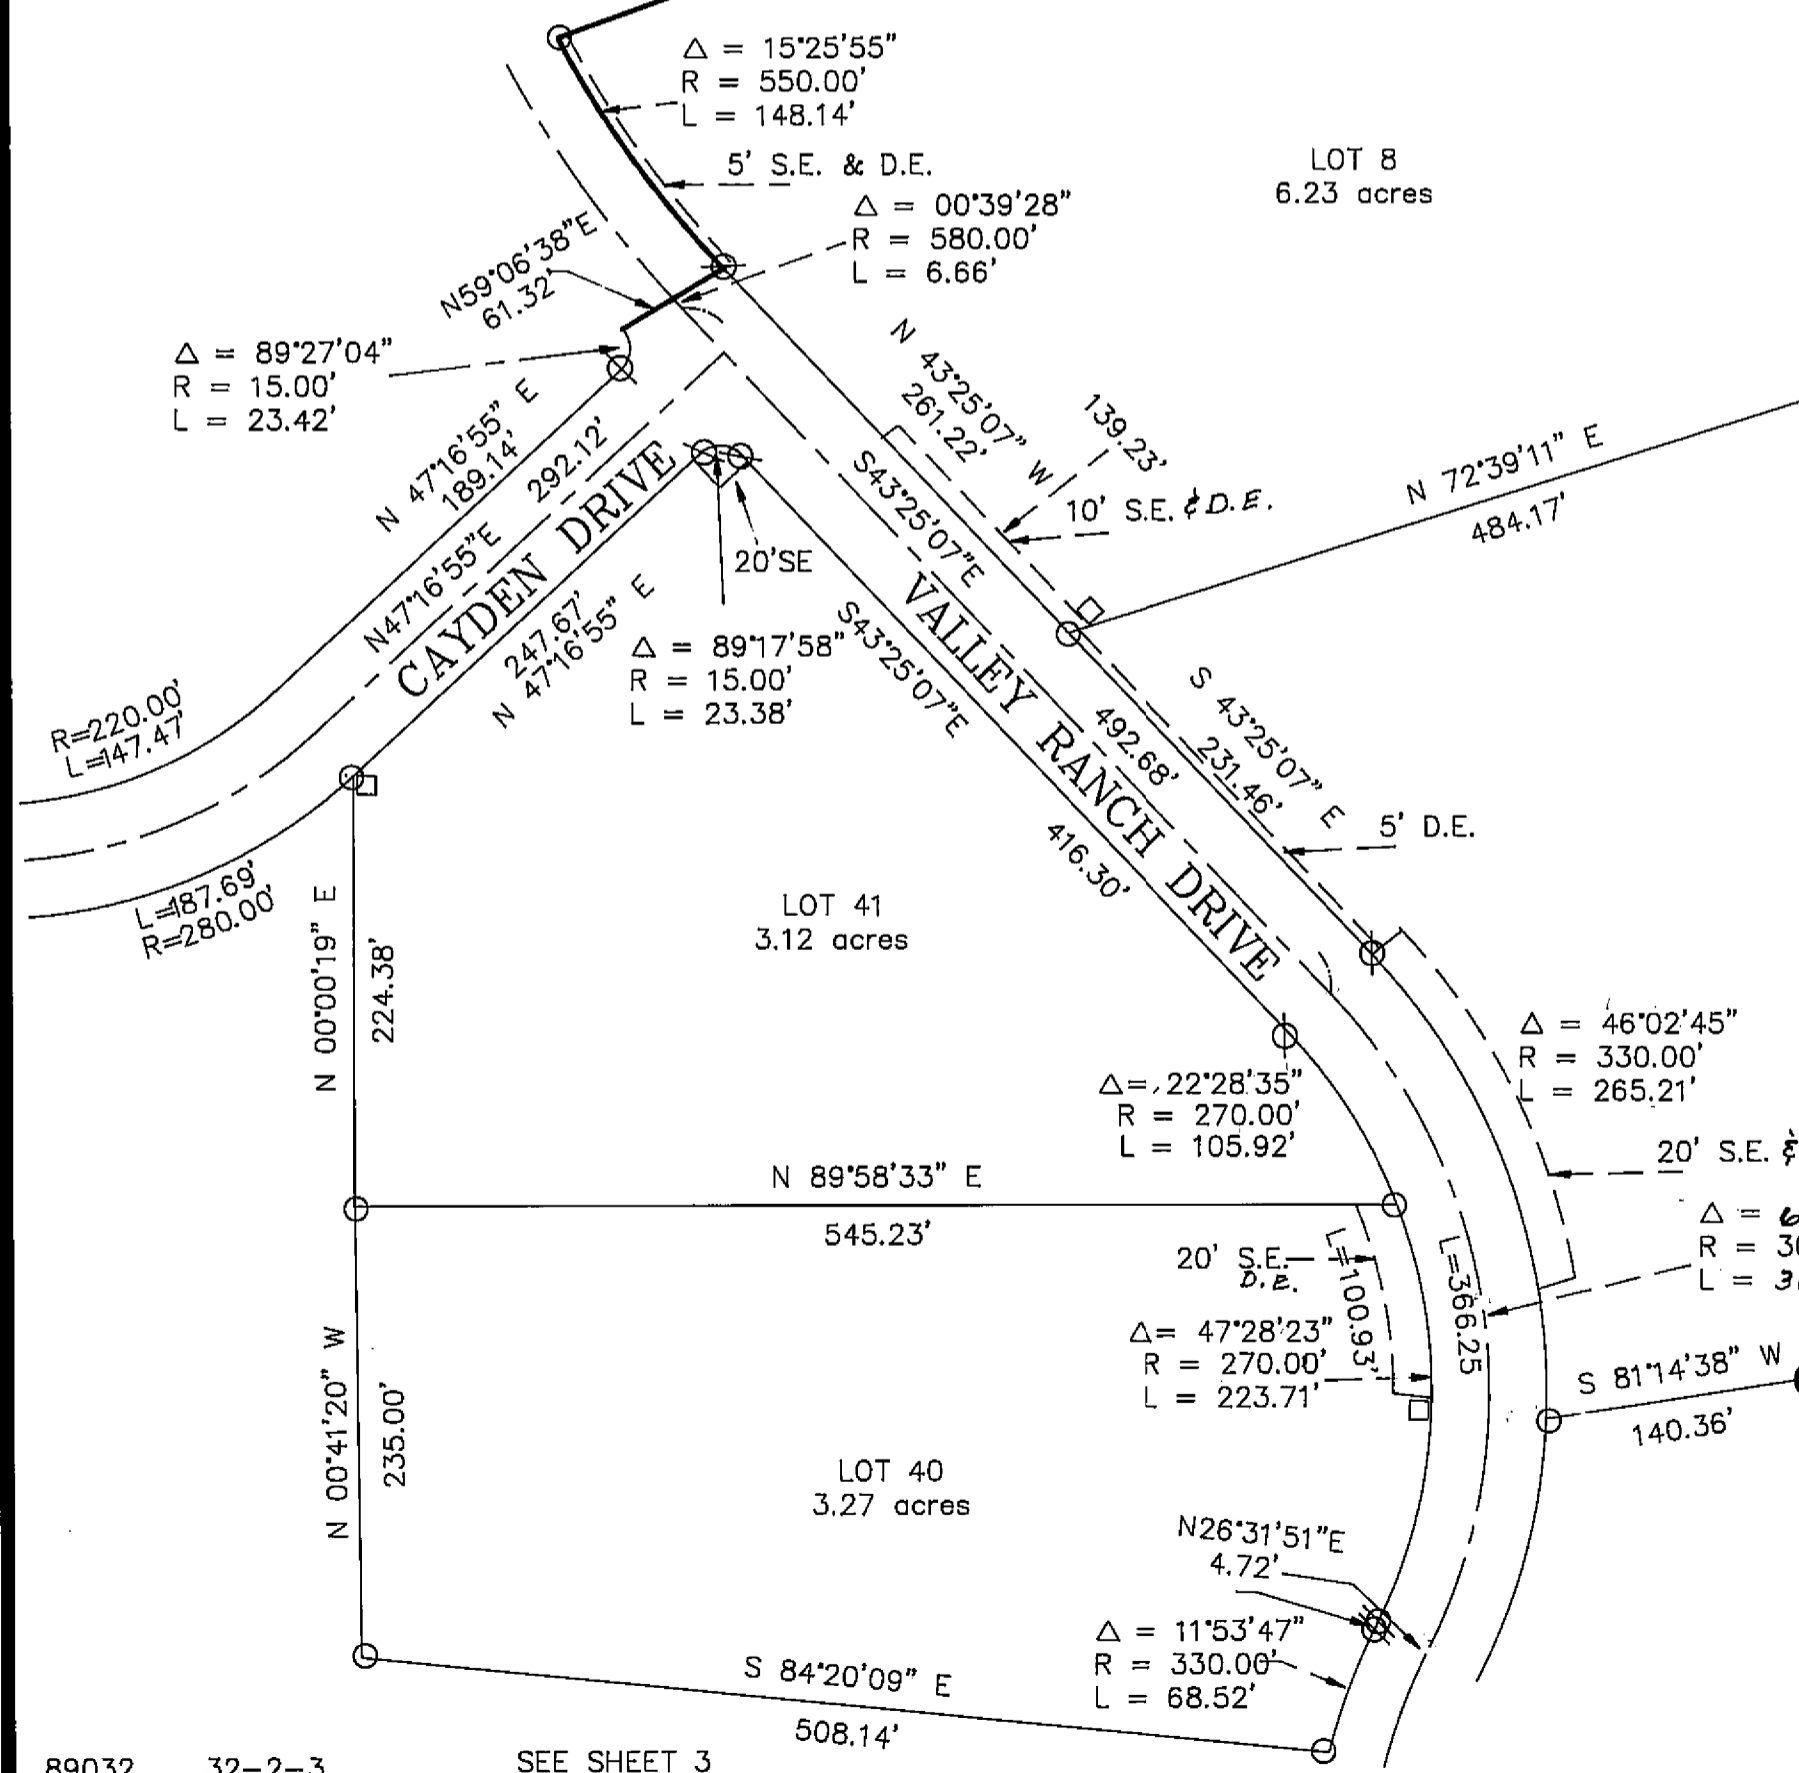 Δ = 15°25'55"
R = 550.00'
L = 148.14'
5' S.E. & D.E.
LOT 8
6.23 acres
Δ = 00°39'28"
R = 580.00'
L = 6.66'
N59°06'38"E
61.32'
Δ = 89°27'04"
R = 15.00'
L = 23.42'
N 47°16'55" E
189.14'
N47°16'55"E
292.12'
CAYDEN DRIVE
247.67'
N 47°16'55" E
20'SE
Δ = 89°17'58"
R = 15.00'
L = 23.38'
N 43°25'07" W
261.22'
139.23'
10' S.E. & D.E.
N 72°39'11" E
484.17'
S43°25'07"E
VALLEY RANCH DRIVE
492.68'
S43°25'07"E
416.30'
S 43°25'07" E
231.46'
5' D.E.
R=220.00'
L=147.47'
L=187.69'
R=280.00'
N 00°00'19" E
224.38'
LOT 41
3.12 acres
Δ = 46°02'45"
R = 330.00'
L = 265.21'
Δ= 22°28'35"
R = 270.00'
L = 105.92'
20' S.E. &
N 89°58'33" E
545.23'
Δ = 6
R = 30
L = 3
20' S.E.
D.E.
L=100.93'
L=366.25
Δ= 47°28'23"
R = 270.00'
L = 223.71'
S 81°14'38" W
140.36'
N 00°41'20" W
235.00'
LOT 40
3.27 acres
N26°31'51"E
4.72'
Δ = 11°53'47"
R = 330.00'
L = 68.52'
S 84°20'09" E
508.14'
89032 32-2-3 SEE SHEET 3